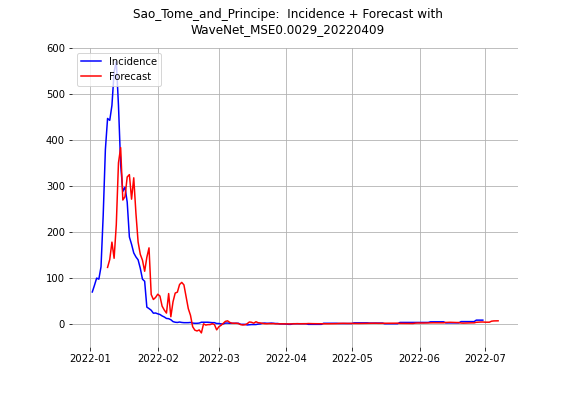 Sao_Tome_and_Principe: Incidence + Forecast with
WaveNet_MSE0.0029_20220409
600
Incidence
Forecast
500
400
300
200
100
0
2022-01 2022-02 2022-03 2022-04 2022-05 2022-06 2022-07